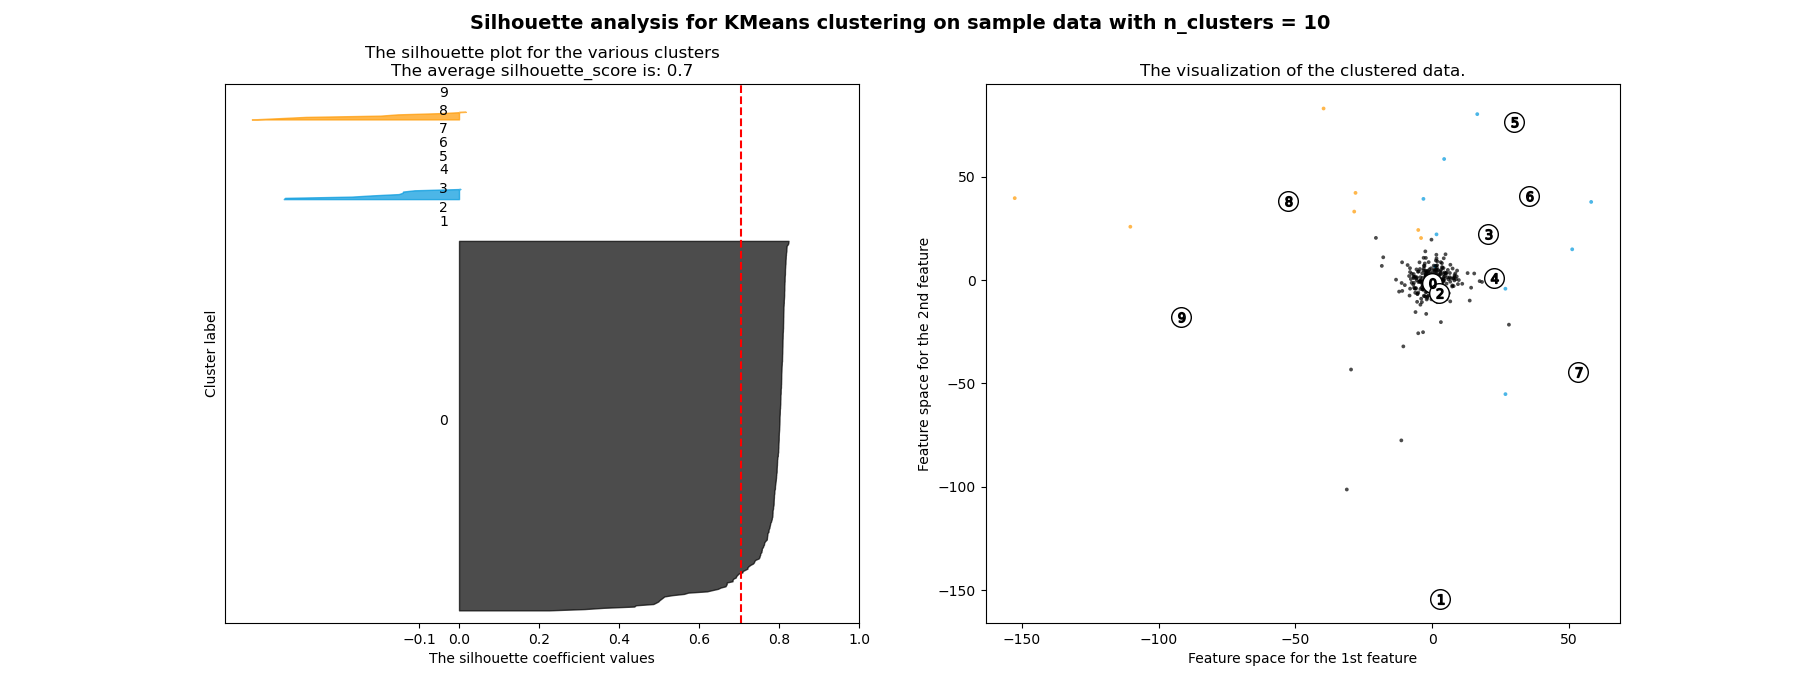 Silhouette analysis for KMeans clustering on sample data with n_clusters = 10
The silhouette plot for the various clusters
The average silhouette_score is: 0.7
9
8
7
6
5
4
3
2
1
0
Cluster label
−0.1 0.0 0.2 0.4 0.6 0.8 1.0
The silhouette coefficient values
The visualization of the clustered data.
50
0
−50
−100
−150
Feature space for the 2nd feature
5
8
6
3
4
0
2
9
7
1
−150 −100 −50 0 50
Feature space for the 1st feature